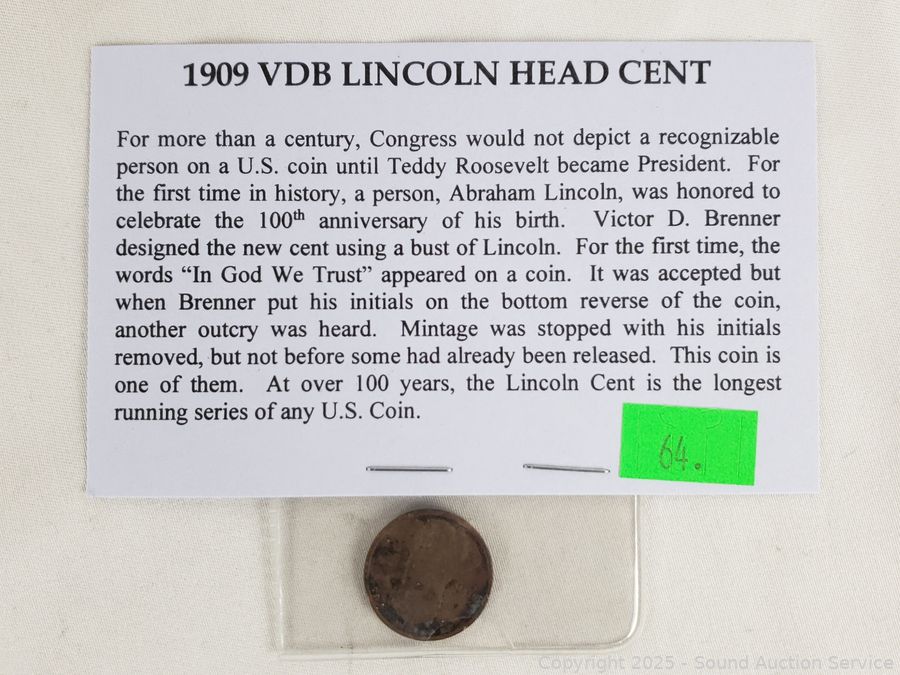 1909 VDB LINCOLN HEAD CENT
For more than a century, Congress would not depict a recognizable
person on a U.S. coin until Teddy Roosevelt became President. For
the first time in history, a person, Abraham Lincoln, was honored to
celebrate the 100th anniversary of his birth. Victor D. Brenner
designed the new cent using a bust of Lincoln. For the first time, the
words “In God We Trust” appeared on a coin. It was accepted but
when Brenner put his initials on the bottom reverse of the coin,
another outcry was heard. Mintage was stopped with his initials
removed, but not before some had already been released. This coin is
one of them. At over 100 years, the Lincoln Cent is the longest
running series of any U.S. Coin.
64.
Copyright 2025 - Sound Auction Service